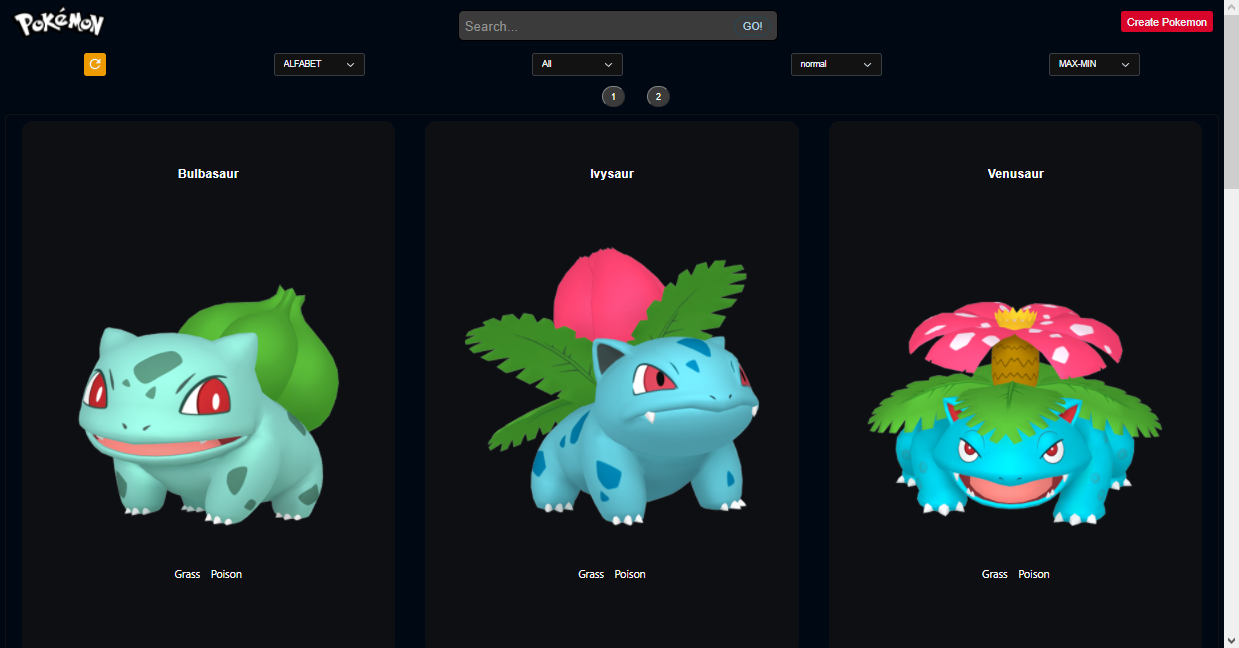 POKéMON
Search...
GO!
Create Pokemon
ALFABET
All
normal
MAX-MIN
1
2
Bulbasaur
Ivysaur
Venusaur
Grass Poison
Grass Poison
Grass Poison